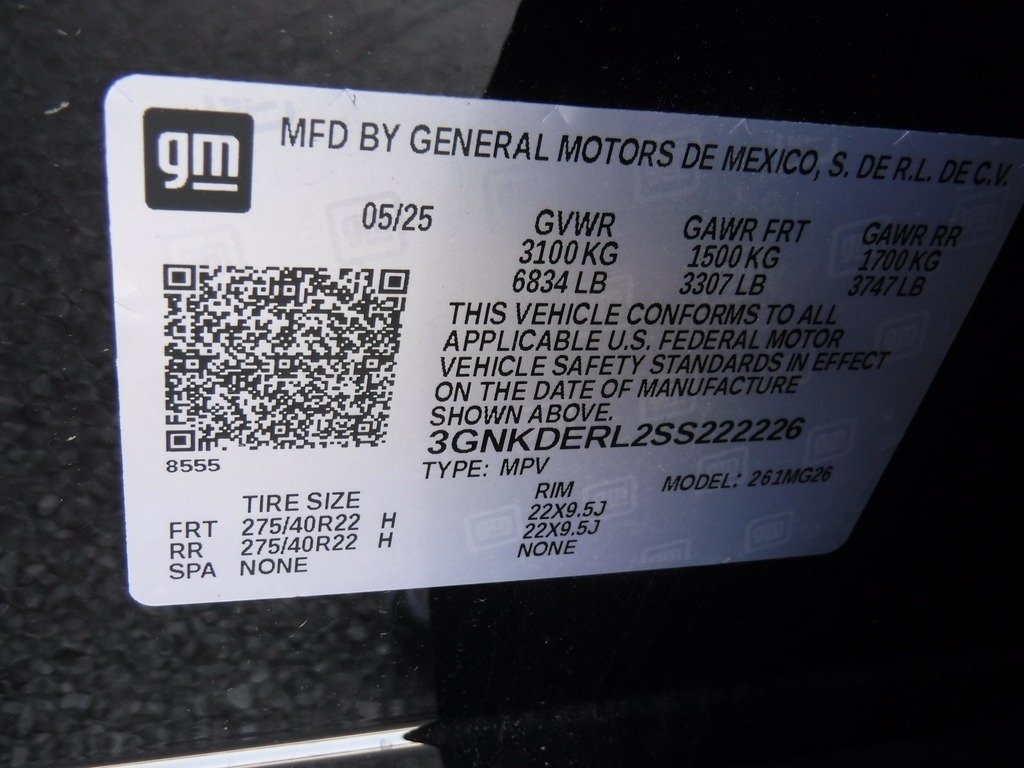 gm
MFD BY GENERAL MOTORS DE MEXICO, S. DE R.L. DE C.V.
05/25 GVWR GAWR FRT GAWR RR
3100 KG 1500 KG 1700 KG
6834 LB 3307 LB 3747 LB
THIS VEHICLE CONFORMS TO ALL
APPLICABLE U.S. FEDERAL MOTOR
VEHICLE SAFETY STANDARDS IN EFFECT
ON THE DATE OF MANUFACTURE
SHOWN ABOVE.
3GNKDERL2SS222226
8555
TYPE: MPV MODEL: 261MG26
TIRE SIZE RIM
FRT 275/40R22 H 22X9.5J
RR 275/40R22 H 22X9.5J
SPA NONE NONE